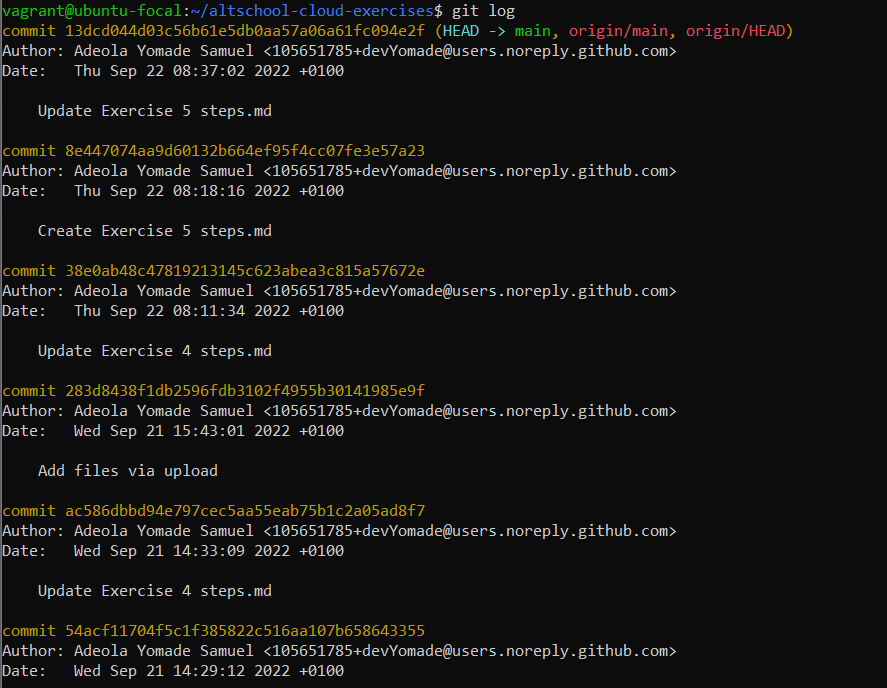 vagrant@ubuntu-focal:~/altschool-cloud-exercises$ git log
commit 13dcd044d03c56b61e5db0aa57a06a61fc094e2f (HEAD -> main, origin/main, origin/HEAD)
Author: Adeola Yomade Samuel <105651785+devYomade@users.noreply.github.com>
Date:   Thu Sep 22 08:37:02 2022 +0100
    Update Exercise 5 steps.md
commit 8e447074aa9d60132b664ef95f4cc07fe3e57a23
Author: Adeola Yomade Samuel <105651785+devYomade@users.noreply.github.com>
Date:   Thu Sep 22 08:18:16 2022 +0100
    Create Exercise 5 steps.md
commit 38e0ab48c47819213145c623abea3c815a57672e
Author: Adeola Yomade Samuel <105651785+devYomade@users.noreply.github.com>
Date:   Thu Sep 22 08:11:34 2022 +0100
    Update Exercise 4 steps.md
commit 283d8438f1db2596fdb3102f4955b30141985e9f
Author: Adeola Yomade Samuel <105651785+devYomade@users.noreply.github.com>
Date:   Wed Sep 21 15:43:01 2022 +0100
    Add files via upload
commit ac586dbbd94e797cec5aa55eab75b1c2a05ad8f7
Author: Adeola Yomade Samuel <105651785+devYomade@users.noreply.github.com>
Date:   Wed Sep 21 14:33:09 2022 +0100
    Update Exercise 4 steps.md
commit 54acf11704f5c1f385822c516aa107b658643355
Author: Adeola Yomade Samuel <105651785+devYomade@users.noreply.github.com>
Date:   Wed Sep 21 14:29:12 2022 +0100